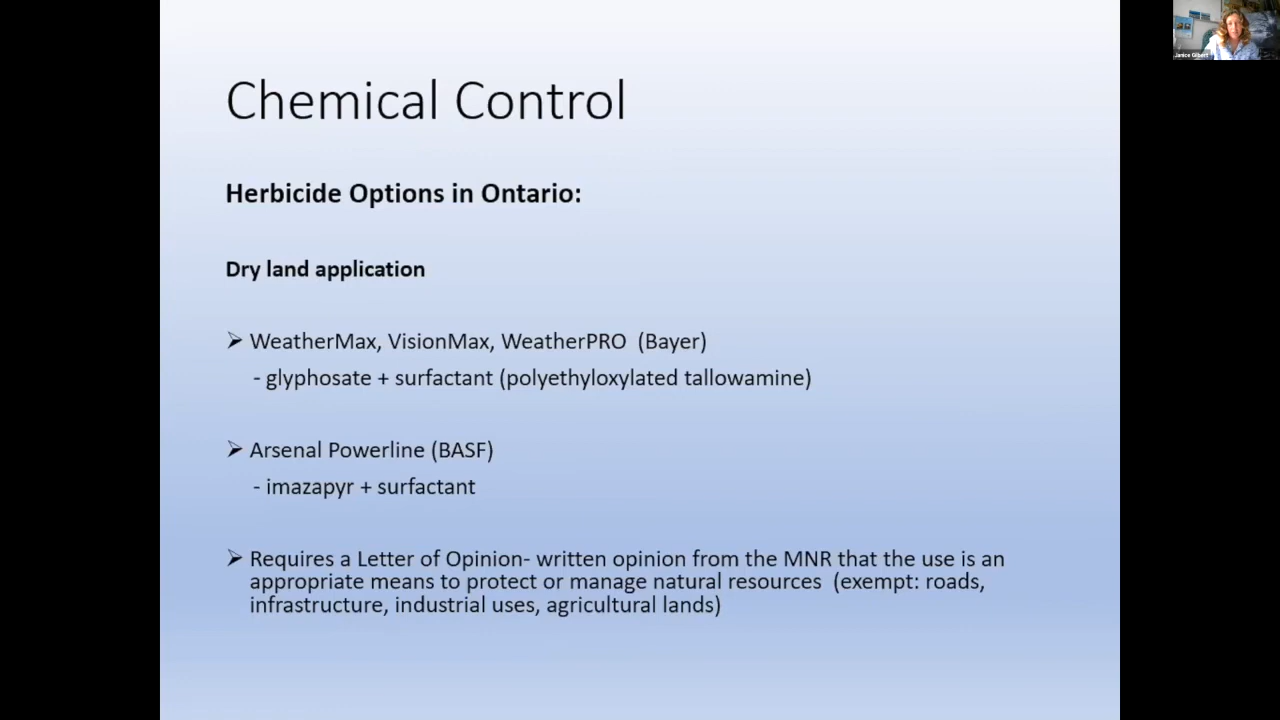 Chemical Control
Herbicide Options in Ontario:
Dry land application
➢ WeatherMax, VisionMax, WeatherPRO  (Bayer)
- glyphosate + surfactant (polyethyloxylated tallowamine)
➢ Arsenal Powerline (BASF)
- imazapyr + surfactant
➢ Requires a Letter of Opinion- written opinion from the MNR that the use is an
appropriate means to protect or manage natural resources  (exempt: roads,
infrastructure, industrial uses, agricultural lands)
Janice Gilbert